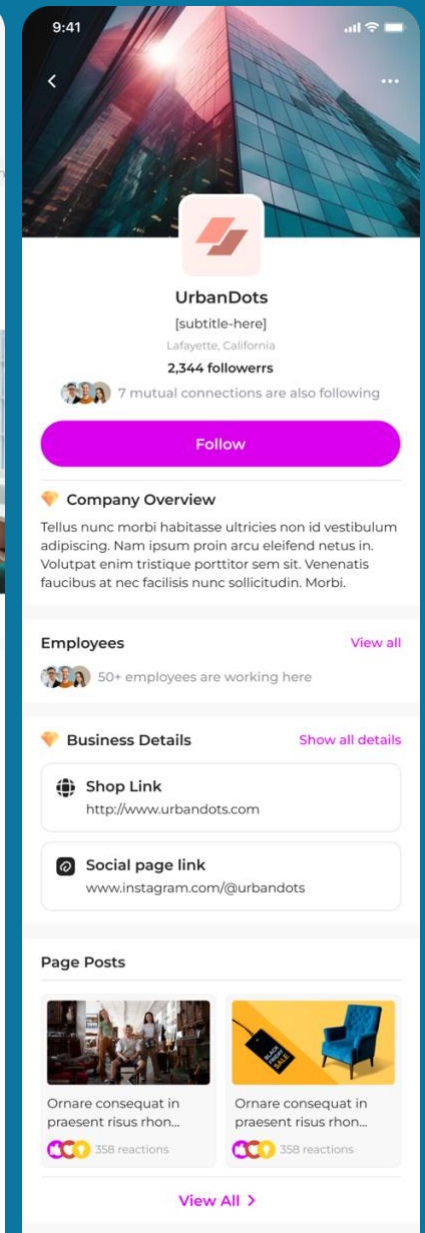 9:41
UrbanDots
[subtitle-here]
Lafayette, California
2,344 followerrs
7 mutual connections are also following
Follow
Company Overview
Tellus nunc morbi habitasse ultricies non id vestibulum
adipiscing. Nam ipsum proin arcu eleifend netus in.
Volutpat enim tristique porttitor sem sit. Venenatis
faucibus at nec facilisis nunc sollicitudin. Morbi.
Employees View all
50+ employees are working here
Business Details Show all details
Shop Link
http://www.urbandots.com
Social page link
www.instagram.com/@urbandots
Page Posts
BLACK
FRIDAY
SALE
Ornare consequat in
praesent risus rhon...
358 reactions
Ornare consequat in
praesent risus rhon...
358 reactions
View All >